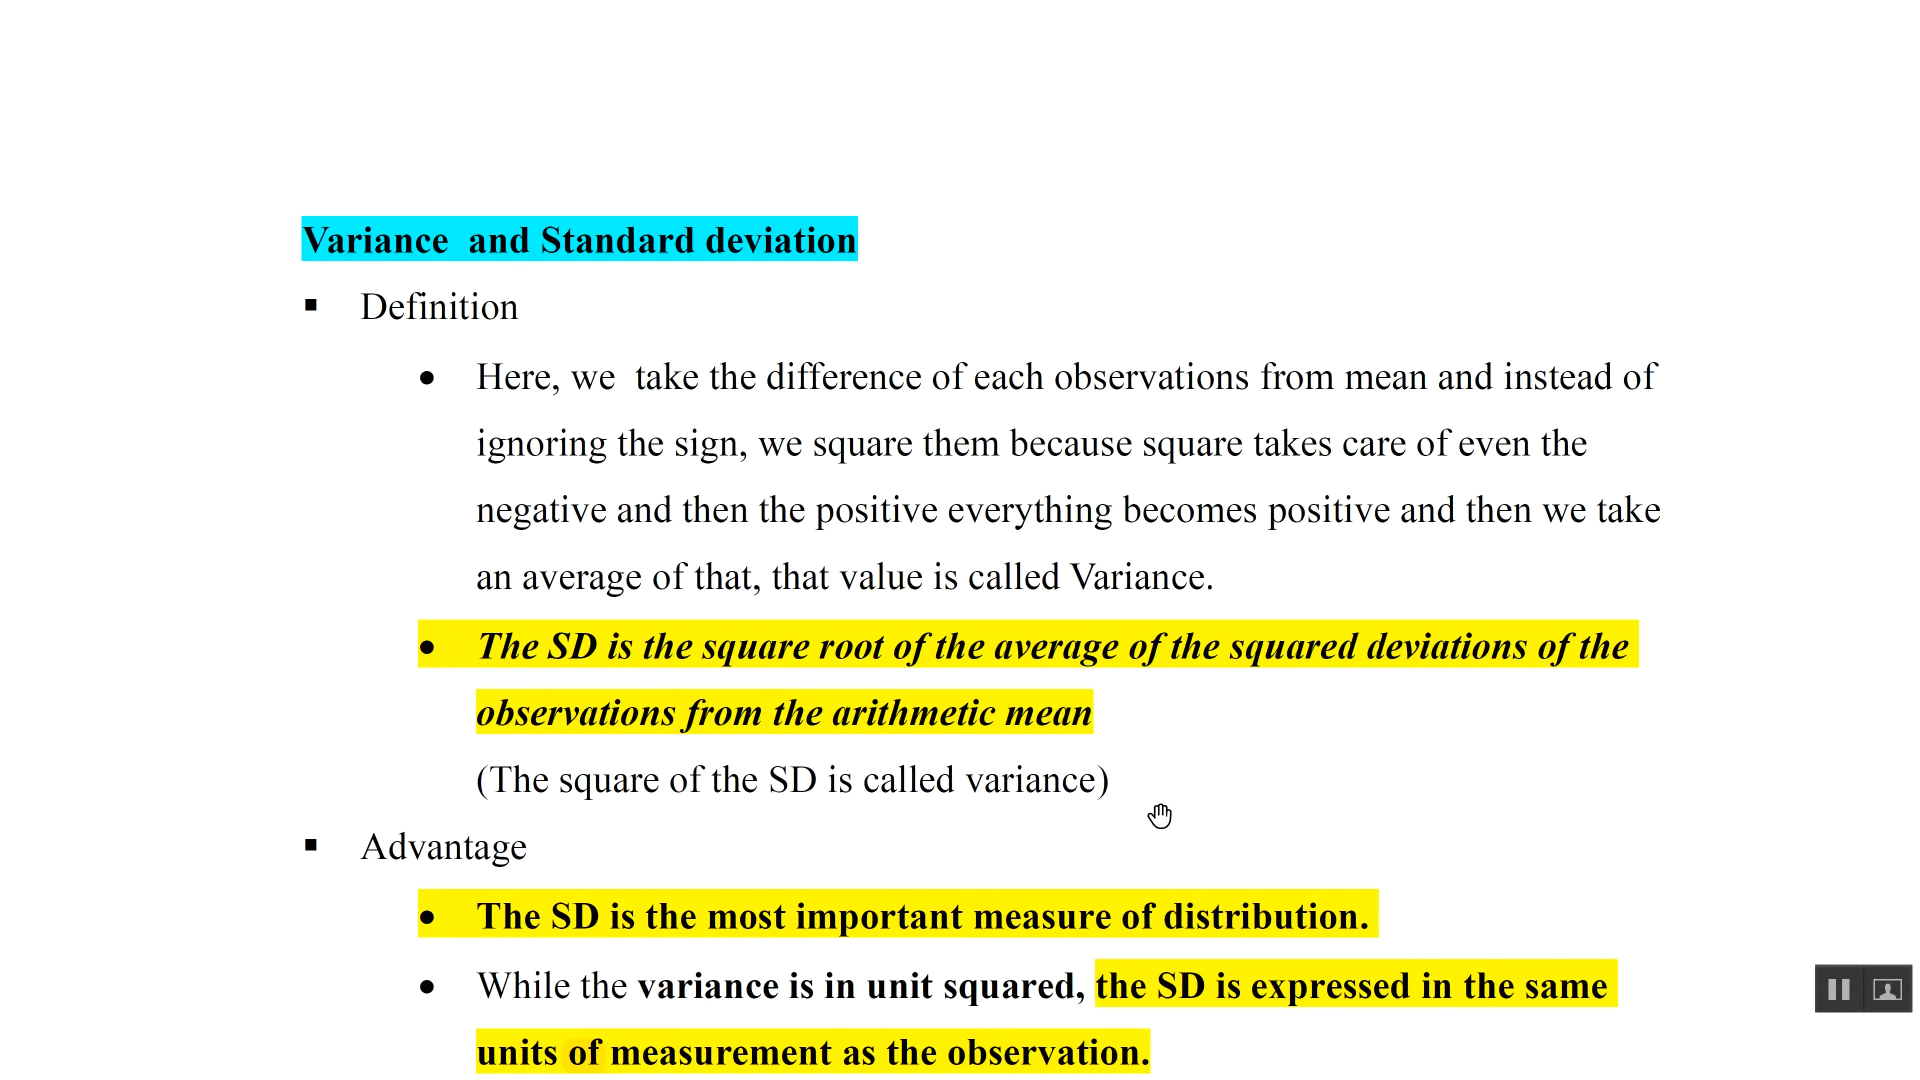 Variance  and Standard deviation
▪ Definition
• Here, we  take the difference of each observations from mean and instead of
ignoring the sign, we square them because square takes care of even the
negative and then the positive everything becomes positive and then we take
an average of that, that value is called Variance.
• The SD is the square root of the average of the squared deviations of the
observations from the arithmetic mean
(The square of the SD is called variance)
▪ Advantage
• The SD is the most important measure of distribution.
• While the variance is in unit squared, the SD is expressed in the same
units of measurement as the observation.